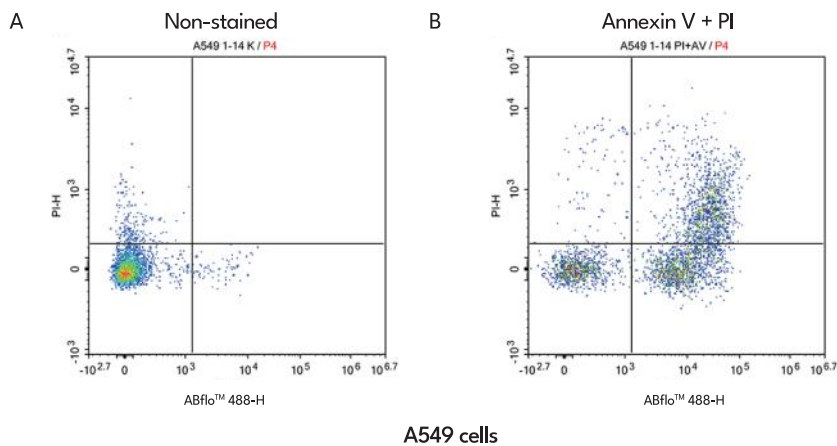 A
Non-stained
A549 1-14 K / P4
10^4.7
10^4
10^3
0
-10^3
PI-H
-10^2.7 0 10^3 10^4 10^5 10^6 10^6.7
ABflo™ 488-H
B
Annexin V + PI
A549 1-14 PI+AV / P4
10^4.7
10^4
10^3
0
-10^3
PI-H
-10^2.7 0 10^3 10^4 10^5 10^6 10^6.7
ABflo™ 488-H
A549 cells